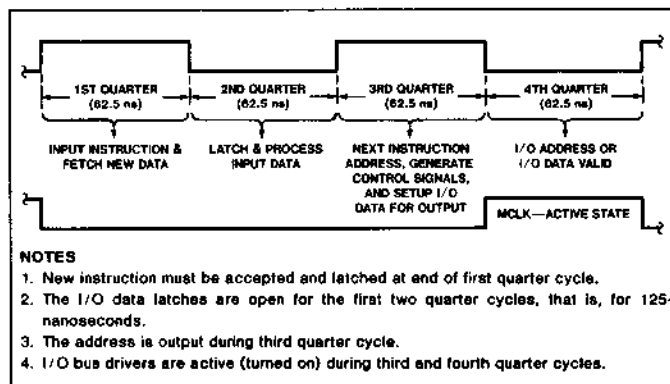 1ST QUARTER (62.5 ns)
2ND QUARTER (62.5 ns)
3RD QUARTER (62.5 ns)
4TH QUARTER (62.5 ns)
INPUT INSTRUCTION &
FETCH NEW DATA
LATCH & PROCESS
INPUT DATA
NEXT INSTRUCTION
ADDRESS, GENERATE
CONTROL SIGNALS,
AND SETUP I/O
DATA FOR OUTPUT
I/O ADDRESS OR
I/O DATA VALID
MCLK—ACTIVE STATE
NOTES
1. New instruction must be accepted and latched at end of first quarter cycle.
2. The I/O data latches are open for the first two quarter cycles, that is, for 125-
nanoseconds.
3. The address is output during third quarter cycle.
4. I/O bus drivers are active (turned on) during third and fourth quarter cycles.